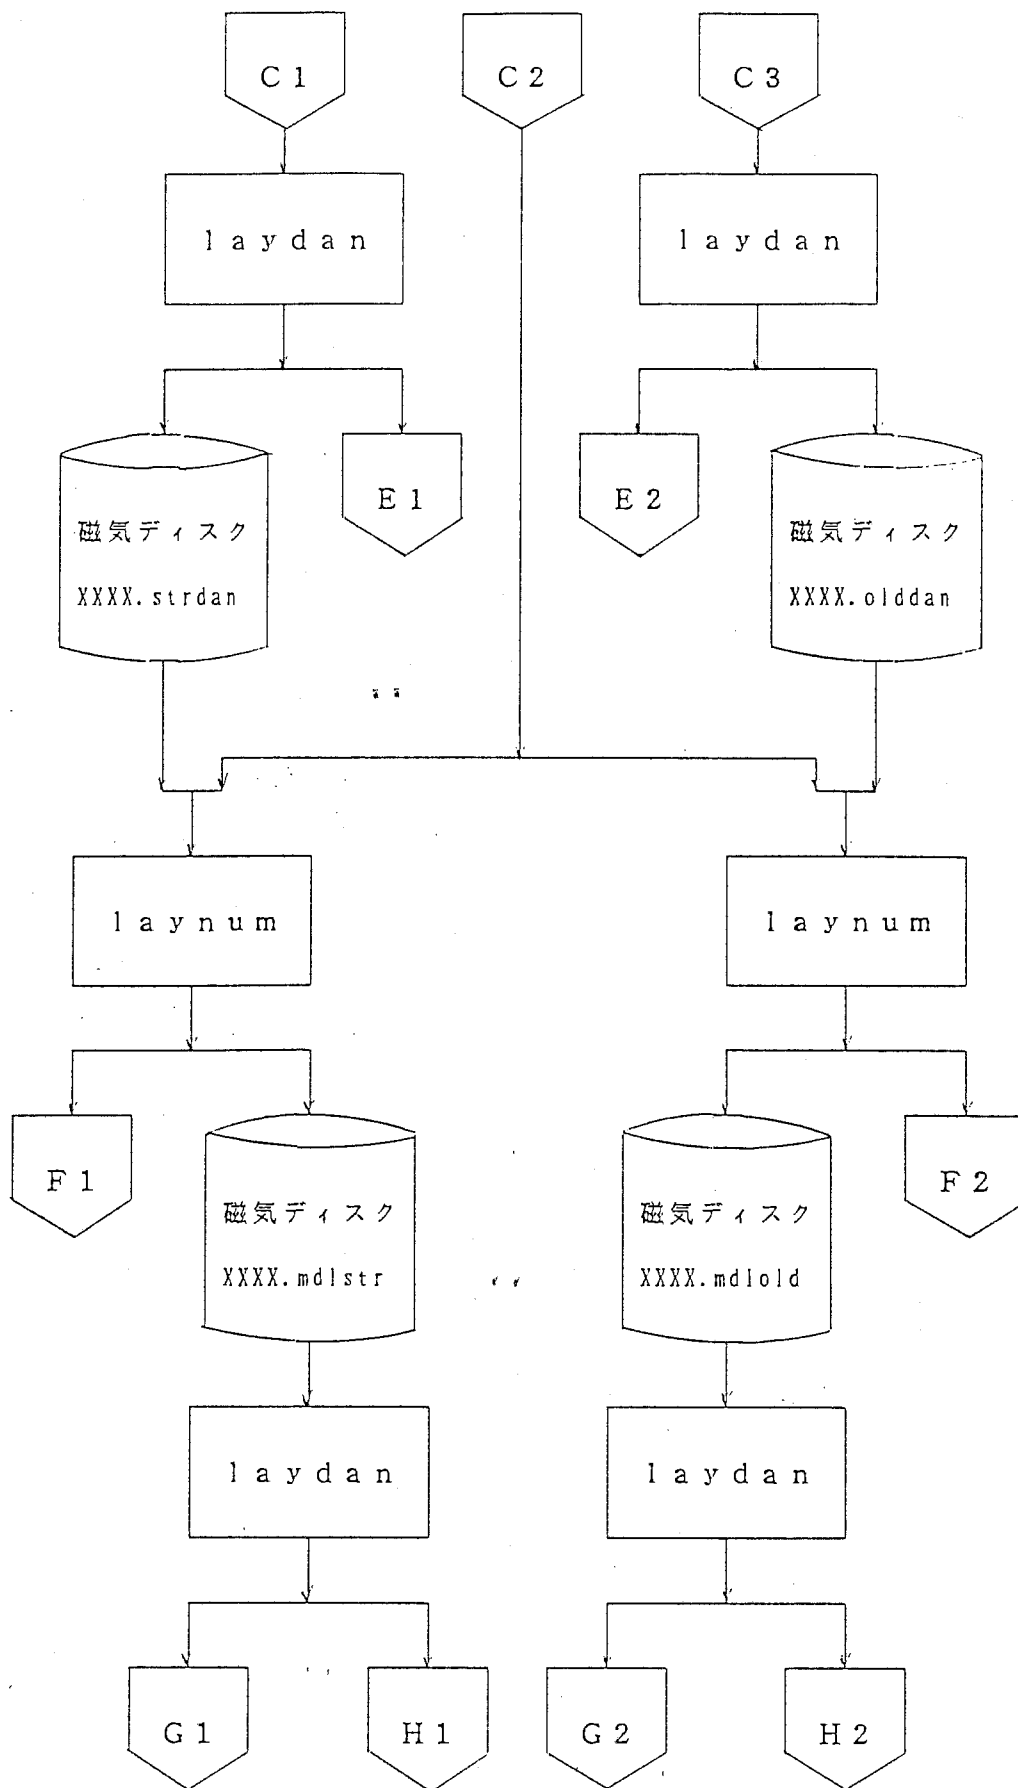 C1
C2
C3
laydan
laydan
E1
E2
磁気ディスク
XXXX.strdan
磁気ディスク
XXXX.olddan
laynum
laynum
F1
F2
磁気ディスク
XXXX.mdlstr
磁気ディスク
XXXX.mdlold
laydan
laydan
G1
H1
G2
H2